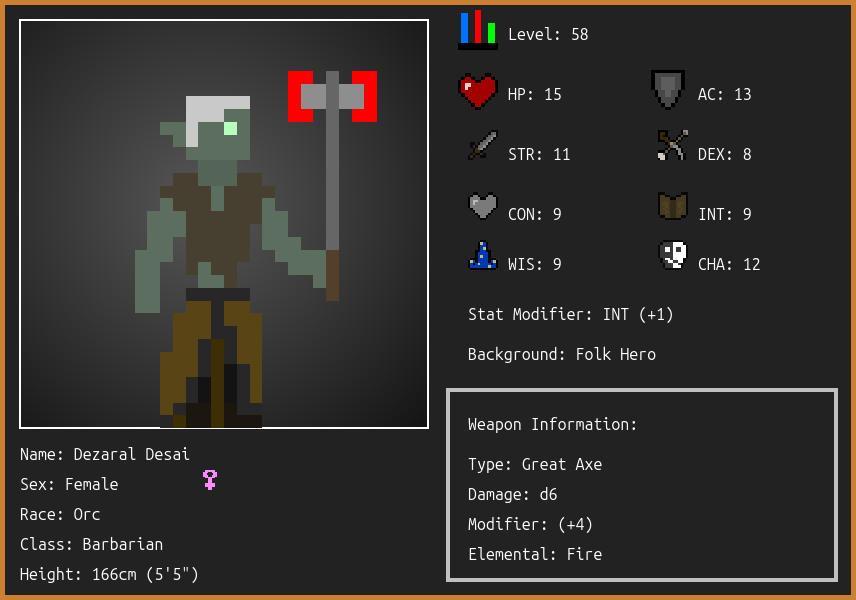 Level: 58
HP: 15
AC: 13
STR: 11
DEX: 8
CON: 9
INT: 9
WIS: 9
CHA: 12
Stat Modifier: INT (+1)
Background: Folk Hero
Weapon Information:
Type: Great Axe
Damage: d6
Modifier: (+4)
Elemental: Fire
Name: Dezaral Desai
Sex: Female
Race: Orc
Class: Barbarian
Height: 166cm (5'5")